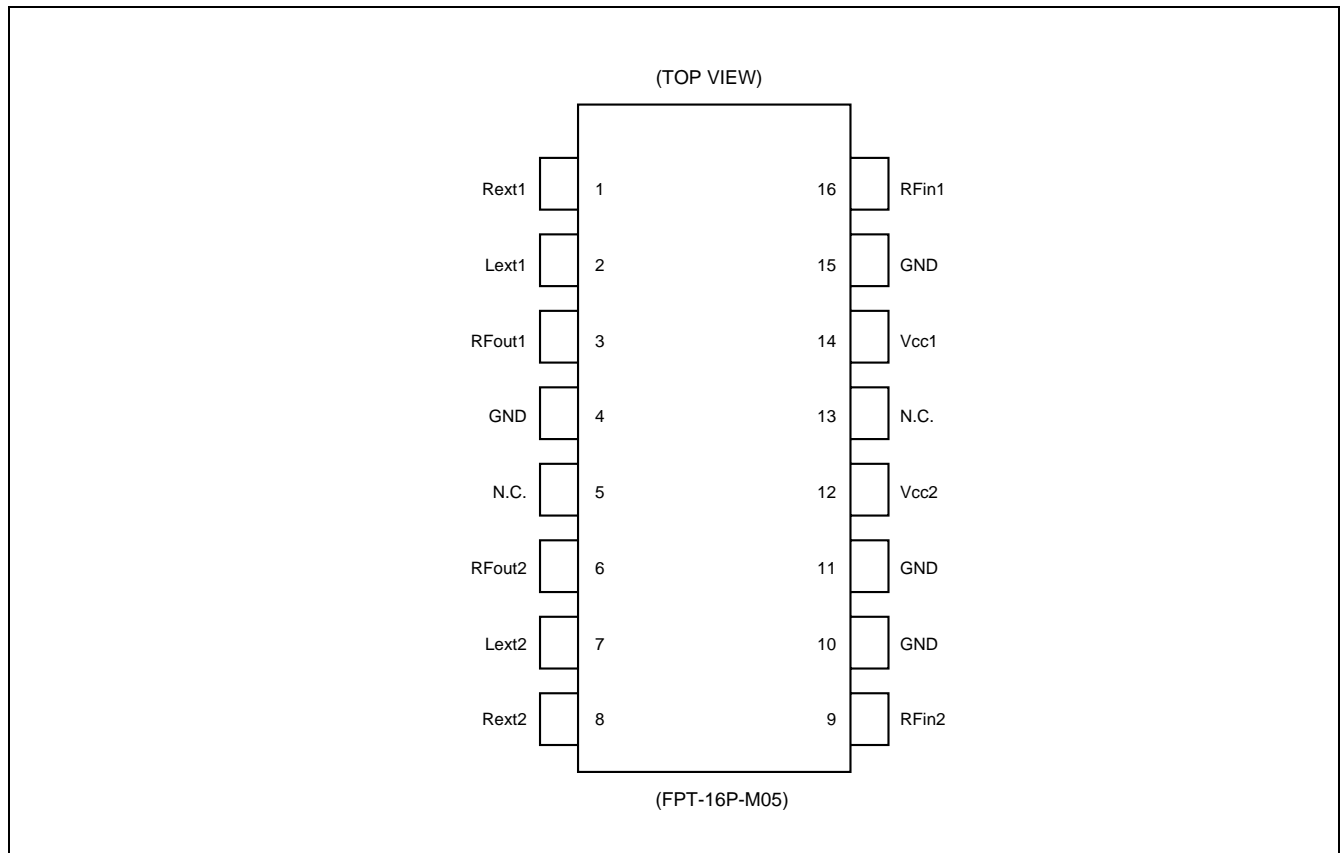 (TOP VIEW)
Rext1 1 16 RFin1
Lext1 2 15 GND
RFout1 3 14 Vcc1
GND 4 13 N.C.
N.C. 5 12 Vcc2
RFout2 6 11 GND
Lext2 7 10 GND
Rext2 8 9 RFin2
(FPT-16P-M05)